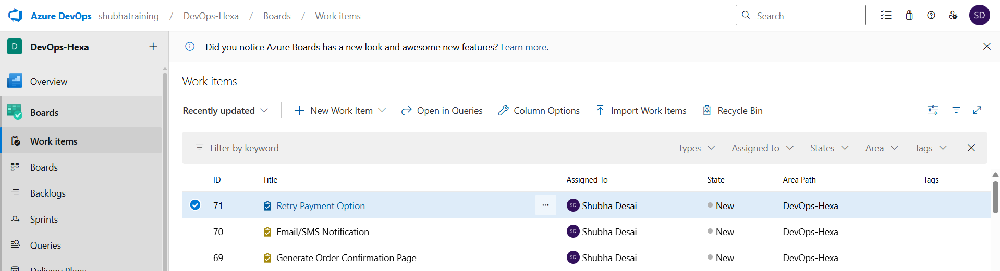 Azure DevOps shubhatraining / DevOps-Hexa / Boards / Work items Search SD
D DevOps-Hexa +
Did you notice Azure Boards has a new look and awesome new features? Learn more.
Overview
Boards
Work items
Boards
Backlogs
Sprints
Queries
Delivery Plans
Work items
Recently updated New Work Item Open in Queries Column Options Import Work Items Recycle Bin
Filter by keyword Types Assigned to States Area Tags
ID Title Assigned To State Area Path Tags
71 Retry Payment Option ... SD Shubha Desai New DevOps-Hexa
70 Email/SMS Notification SD Shubha Desai New DevOps-Hexa
69 Generate Order Confirmation Page SD Shubha Desai New DevOps-Hexa